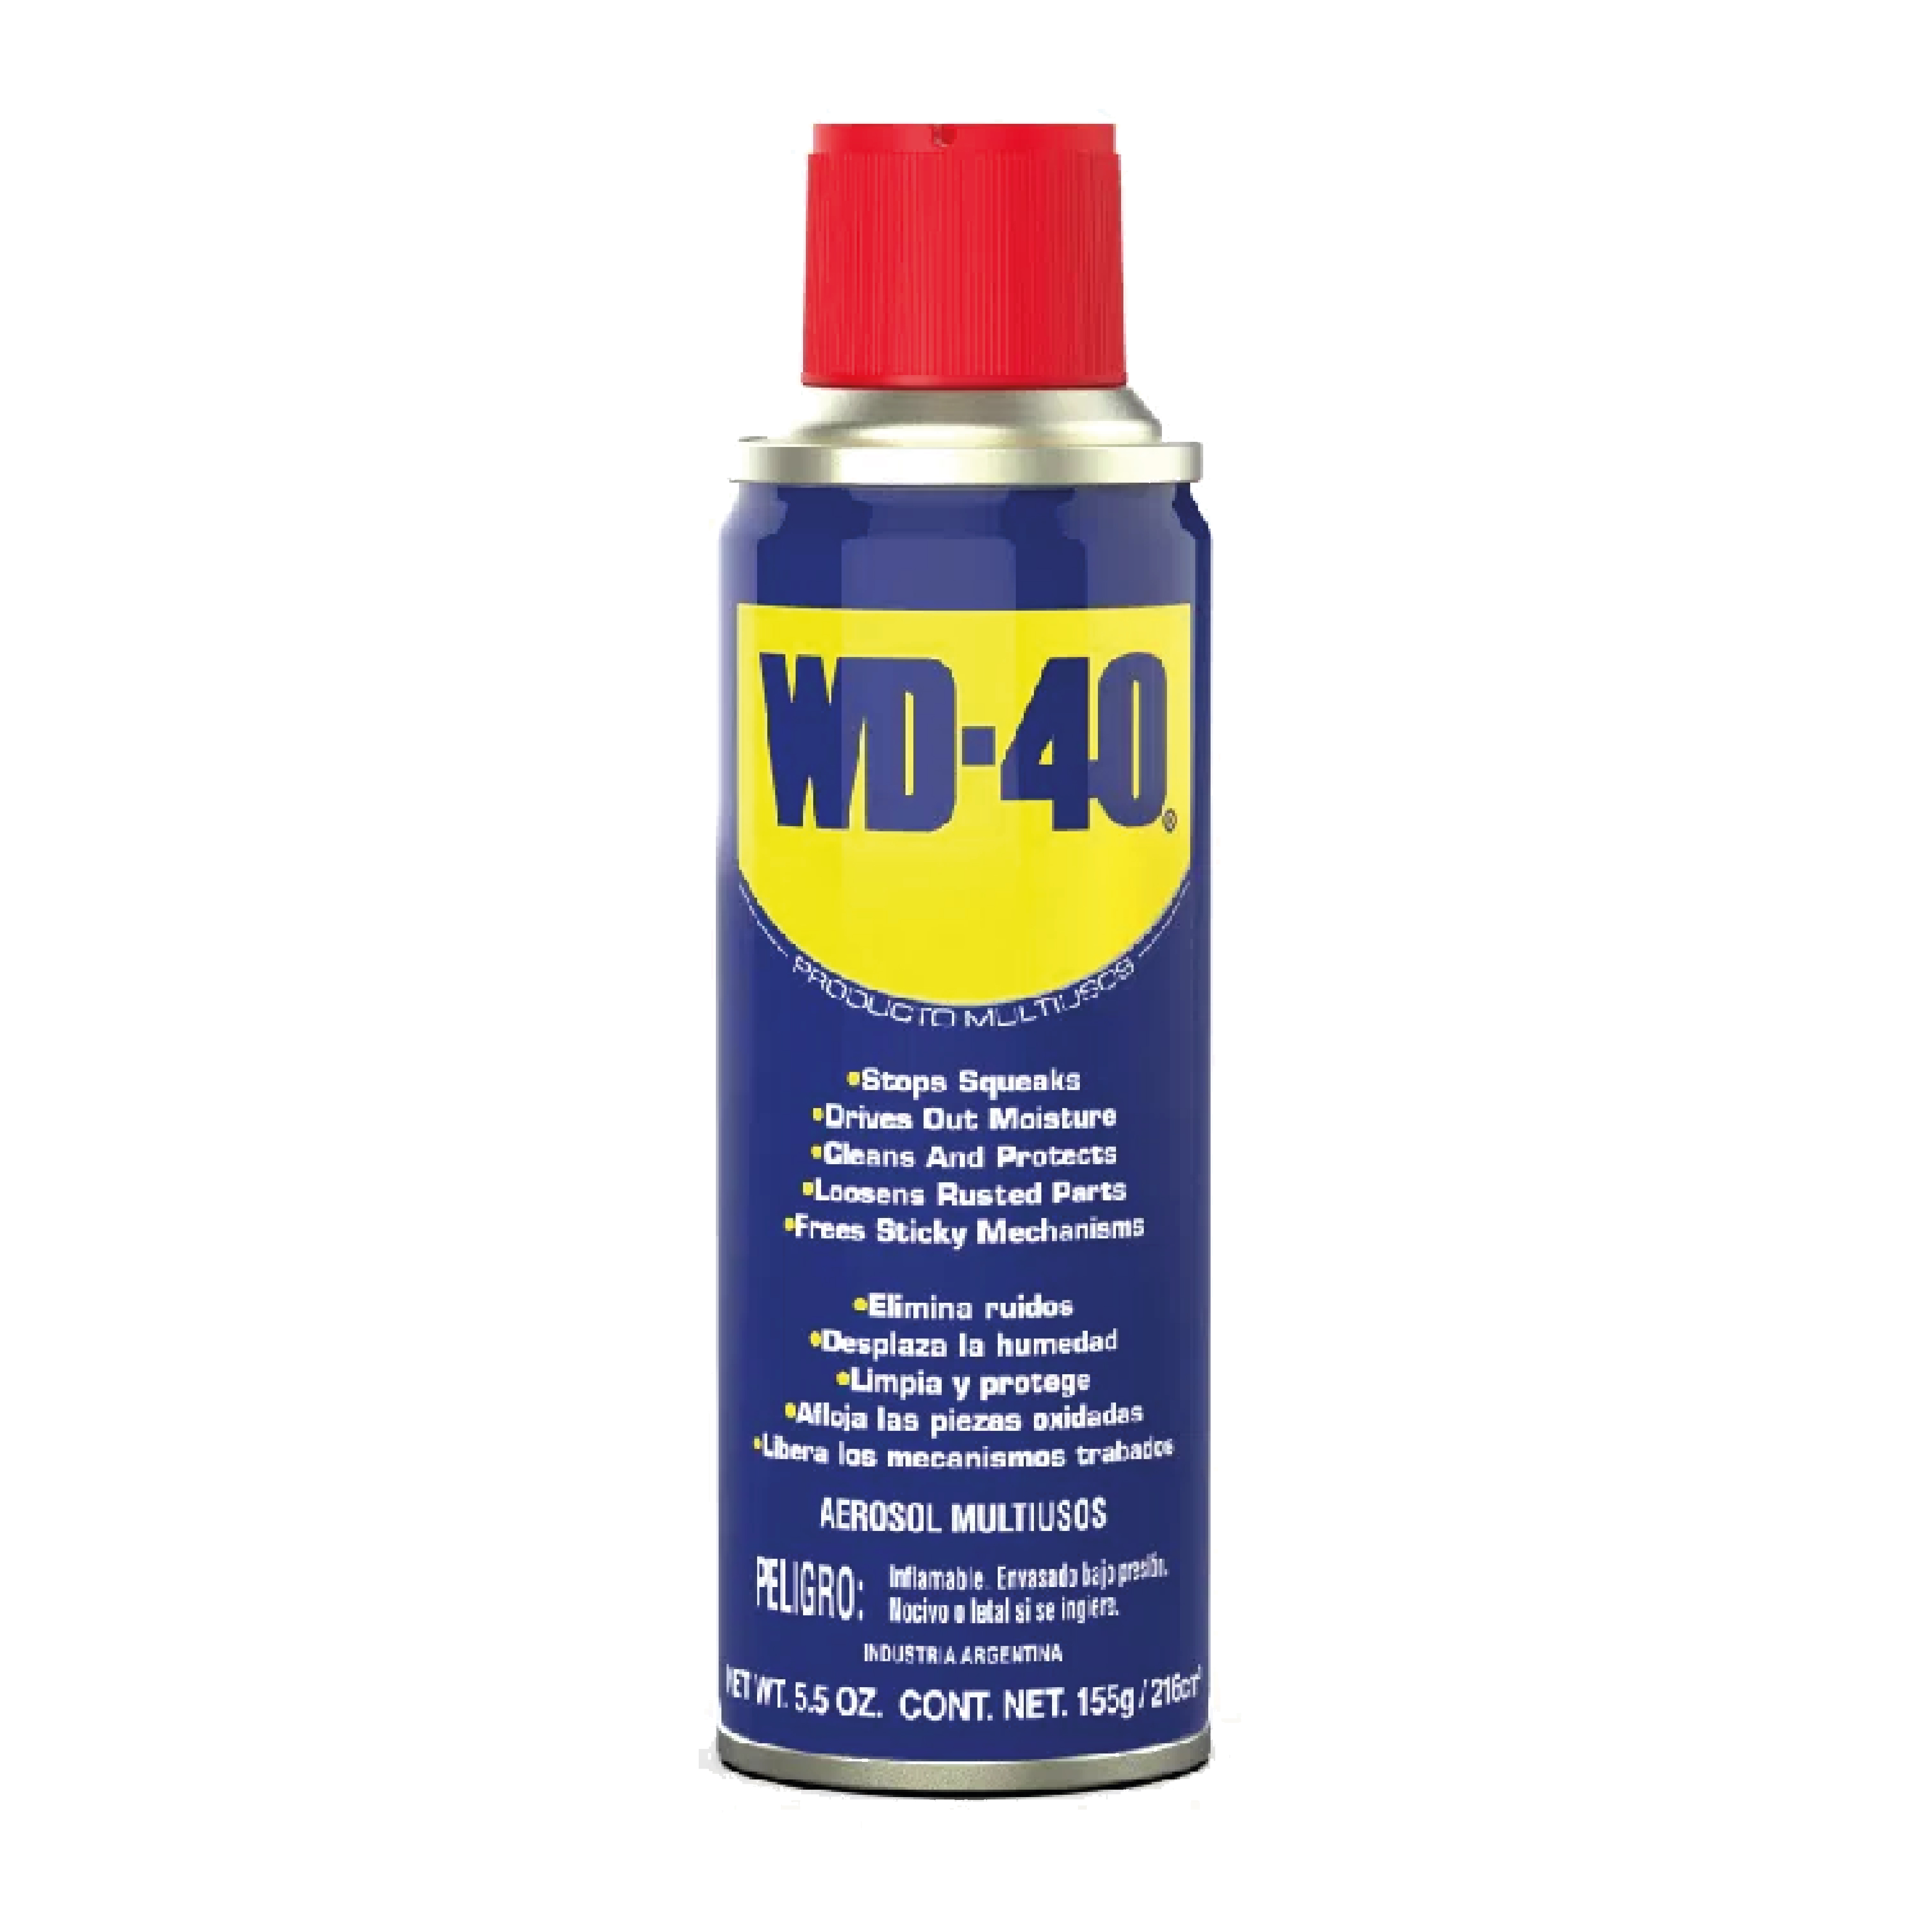 WD-40®
PRODUCTO MULTIUSOS
•Stops Squeaks
•Drives Out Moisture
•Cleans And Protects
•Loosens Rusted Parts
•Frees Sticky Mechanisms
•Elimina ruidos
•Desplaza la humedad
•Limpia y protege
•Afloja las piezas oxidadas
•Libera los mecanismos trabados
AEROSOL MULTIUSOS
PELIGRO: Inflamable. Envasado bajo presión.
Nocivo o letal si se ingiera.
INDUSTRIA ARGENTINA
NET WT. 5.5 OZ. CONT. NET. 155g / 216cm³